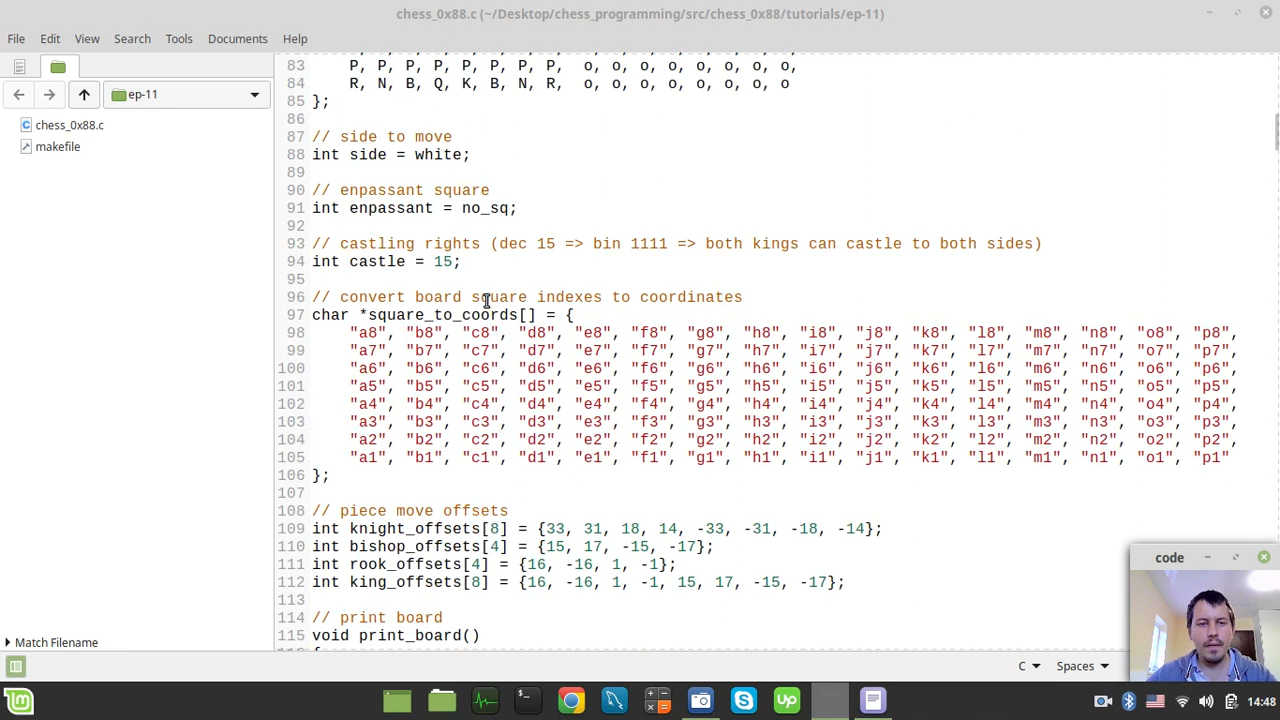 chess_0x88.c (~/Desktop/chess_programming/src/chess_0x88/tutorials/ep-11)
File Edit View Search Tools Documents Help
ep-11
chess_0x88.c
makefile
83 P, P, P, P, P, P, P, P, o, o, o, o, o, o, o, o,
84 R, N, B, Q, K, B, N, R, o, o, o, o, o, o, o, o
85 };
86
87 // side to move
88 int side = white;
89
90 // enpassant square
91 int enpassant = no_sq;
92
93 // castling rights (dec 15 => bin 1111 => both kings can castle to both sides)
94 int castle = 15;
95
96 // convert board square indexes to coordinates
97 char *square_to_coords[] = {
98 "a8", "b8", "c8", "d8", "e8", "f8", "g8", "h8", "i8", "j8", "k8", "l8", "m8", "n8", "o8", "p8",
99 "a7", "b7", "c7", "d7", "e7", "f7", "g7", "h7", "i7", "j7", "k7", "l7", "m7", "n7", "o7", "p7",
100 "a6", "b6", "c6", "d6", "e6", "f6", "g6", "h6", "i6", "j6", "k6", "l6", "m6", "n6", "o6", "p6",
101 "a5", "b5", "c5", "d5", "e5", "f5", "g5", "h5", "i5", "j5", "k5", "l5", "m5", "n5", "o5", "p5",
102 "a4", "b4", "c4", "d4", "e4", "f4", "g4", "h4", "i4", "j4", "k4", "l4", "m4", "n4", "o4", "p4",
103 "a3", "b3", "c3", "d3", "e3", "f3", "g3", "h3", "i3", "j3", "k3", "l3", "m3", "n3", "o3", "p3",
104 "a2", "b2", "c2", "d2", "e2", "f2", "g2", "h2", "i2", "j2", "k2", "l2", "m2", "n2", "o2", "p2",
105 "a1", "b1", "c1", "d1", "e1", "f1", "g1", "h1", "i1", "j1", "k1", "l1", "m1", "n1", "o1", "p1"
106 };
107
108 // piece move offsets
109 int knight_offsets[8] = {33, 31, 18, 14, -33, -31, -18, -14};
110 int bishop_offsets[4] = {15, 17, -15, -17};
111 int rook_offsets[4] = {16, -16, 1, -1};
112 int king_offsets[8] = {16, -16, 1, -1, 15, 17, -15, -17};
113
114 // print board
115 void print_board()
code
Match Filename
C Spaces
14:48